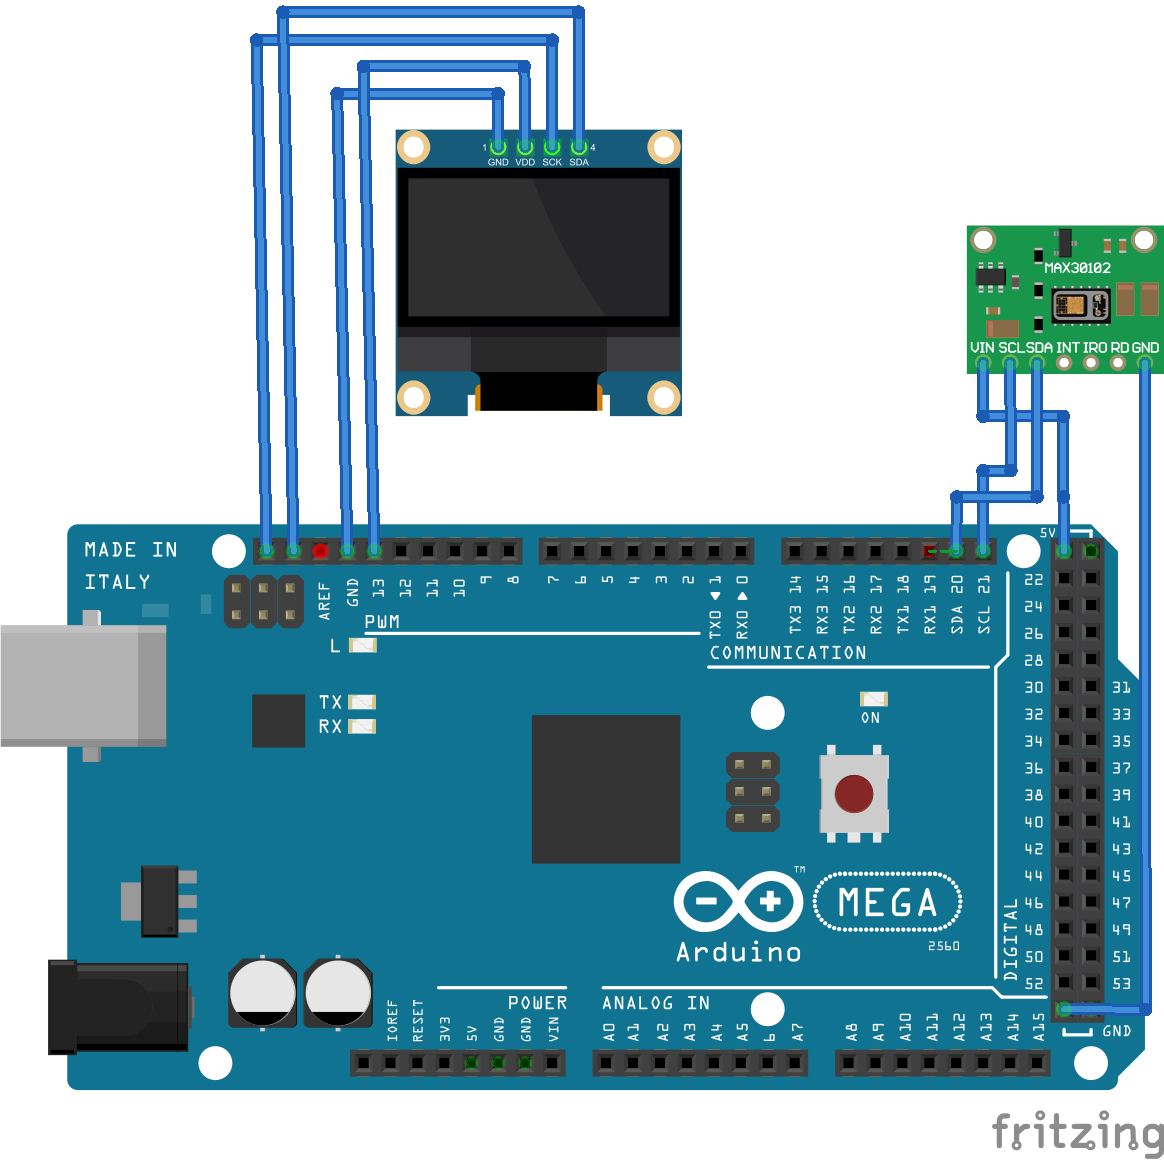 1 GND VDD SCK SDA 4
MAX30102
VIN SCL SDA INT IRO RD GND
MADE IN
ITALY
AREF GND 13 12 11 10 9 8
7 6 5 4 3 2 TX0 1 RX0 0
TX3 14 RX3 15 TX2 16 RX2 17 TX1 18 RX1 19 SDA 20 SCL 21
5V
PWM
COMMUNICATION
L
TX
RX
ON
22
24
26
28
30 31
32 33
34 35
36 37
38 39
40 41
42 43
44 45
46 47
48 49
50 51
52 53
GND
DIGITAL
TM
MEGA
2560
Arduino
POWER
ANALOG IN
IOREF RESET 3V3 5V GND GND VIN
A0 A1 A2 A3 A4 A5 6 A7
A8 A9 A10 A11 A12 A13 A14 A15
fritzing